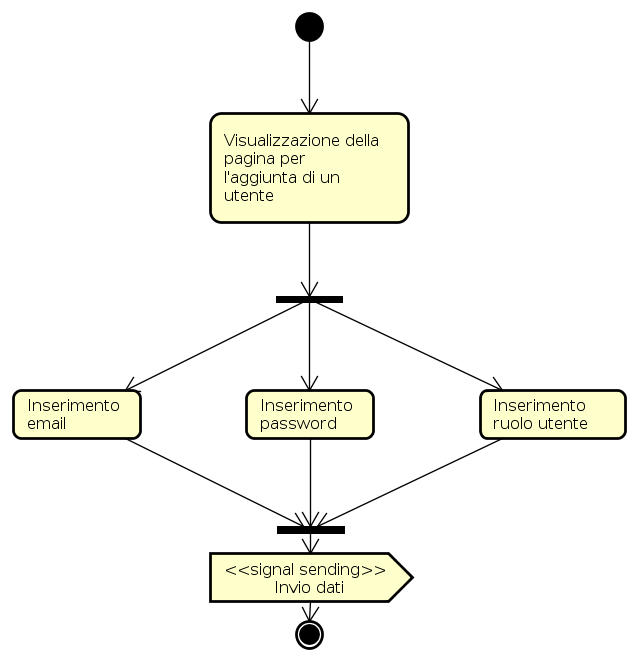 Visualizzazione della
pagina per
l'aggiunta di un
utente
Inserimento
email
Inserimento
password
Inserimento
ruolo utente
<<signal sending>>
Invio dati